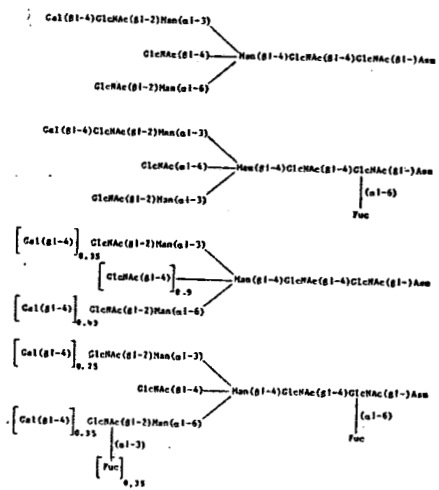 Gal(β1-4)GlcNAc(β1-2)Man(α1-3)
GlcNAc(β1-4) Man(β1-4)GlcNAc(β1-4)GlcNAc(β1-)Asn
GlcNAc(β1-2)Man(α1-6)
Gal(β1-4)GlcNAc(β1-2)Man(α1-3)
GlcNAc(α1-4) Man(β1-4)GlcNAc(β1-4)GlcNAc(β1-)Asn
GlcNAc(β1-2)Man(α1-3) (α1-6)
Fuc
[Gal(β1-4)]0.35 GlcNAc(β1-2)Man(α1-3)
[GlcNAc(β1-4)]0.9 Man(β1-4)GlcNAc(β1-4)GlcNAc(β1-)Asn
[Gal(β1-4)]0.45 GlcNAc(β1-2)Man(α1-6)
[Gal(β1-4)]0.25 GlcNAc(β1-2)Man(α1-3)
GlcNAc(β1-4) Man(β1-4)GlcNAc(β1-4)GlcNAc(β1-)Asn
[Gal(β1-4)]0.35 GlcNAc(β1-2)Man(α1-6) (α1-6)
(α1-3) Fuc
[Fuc]0.35